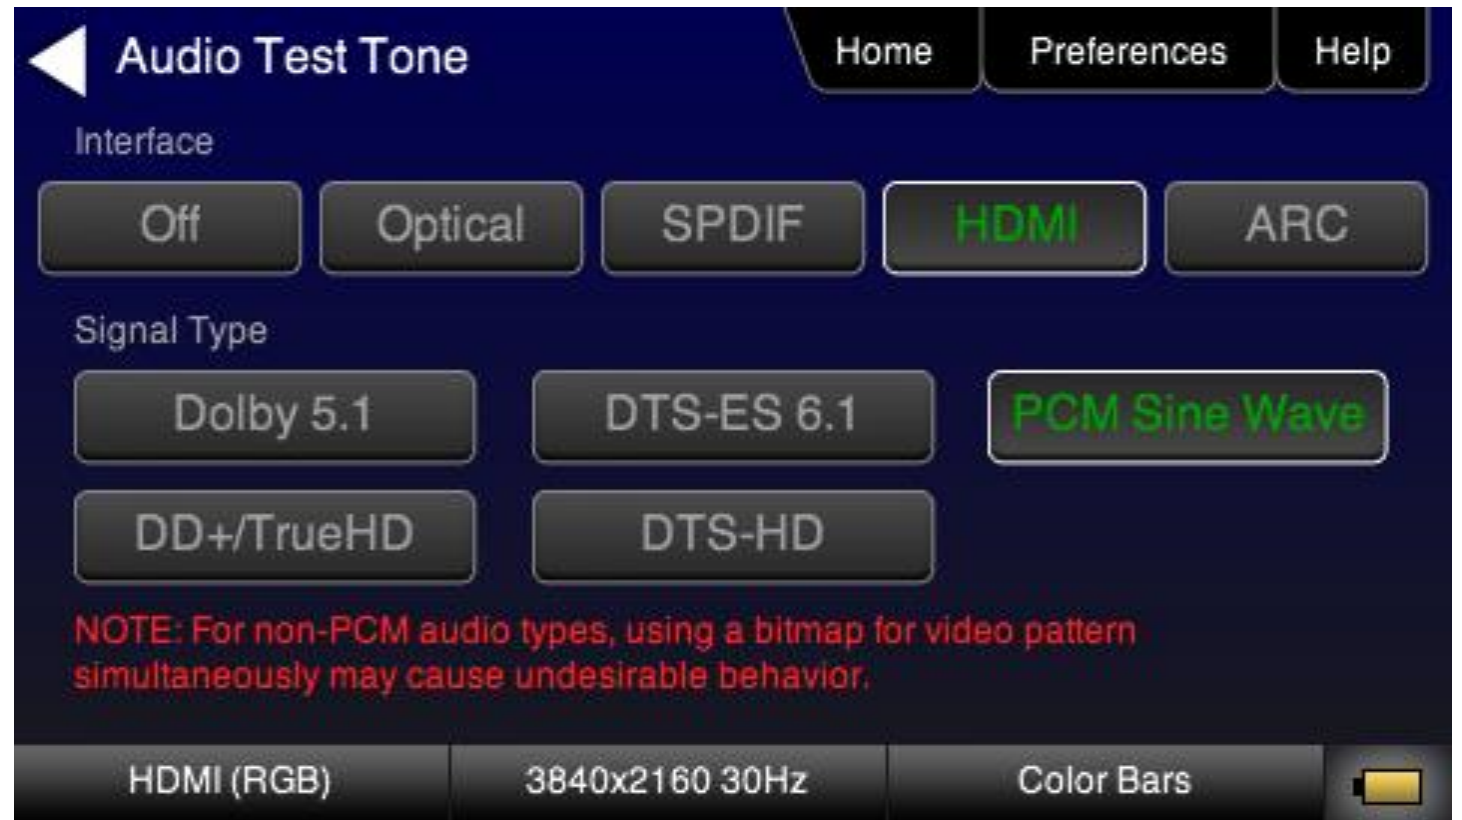 Audio Test Tone
Home
Preferences
Help
Interface
Off
Optical
SPDIF
HDMI
ARC
Signal Type
Dolby 5.1
DTS-ES 6.1
PCM Sine Wave
DD+/TrueHD
DTS-HD
NOTE: For non-PCM audio types, using a bitmap for video pattern
simultaneously may cause undesirable behavior.
HDMI (RGB)
3840x2160 30Hz
Color Bars